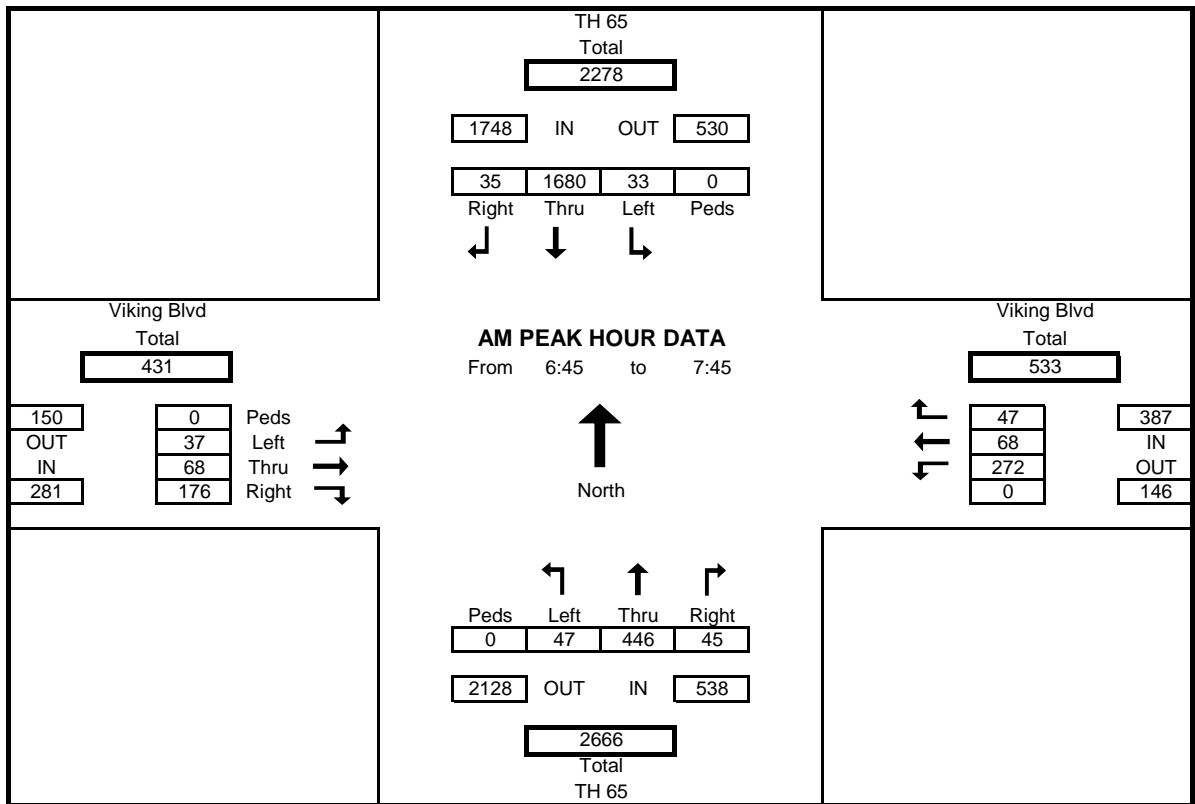 TH 65
Total
2278
1748 IN OUT 530
35 1680 33 0
Right Thru Left Peds
Viking Blvd
Total
431
150 0 Peds
OUT 37 Left
IN 68 Thru
281 176 Right
AM PEAK HOUR DATA
From 6:45 to 7:45
North
Viking Blvd
Total
533
47 387
68 IN
272 OUT
0 146
Peds Left Thru Right
0 47 446 45
2128 OUT IN 538
2666
Total
TH 65